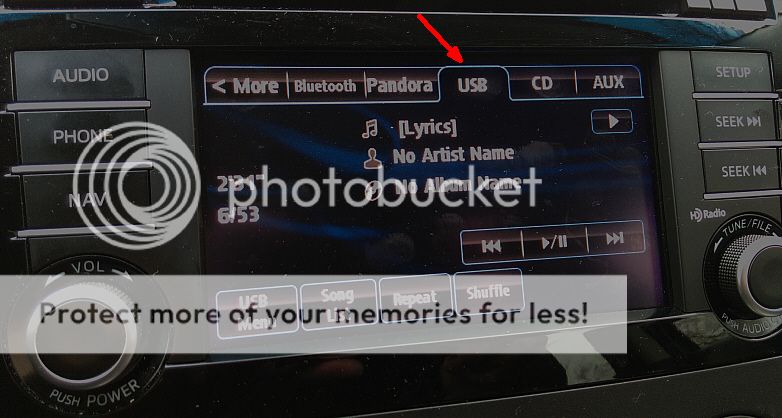 AUDIO
PHONE
NAV
VOL
PUSH POWER
< More
Bluetooth
Pandora
USB
CD
AUX
[Lyrics]
No Artist Name
No Album Name
6/53
USB Menu
Song
Repeat
Shuffle
SETUP
SEEK
SEEK
HD Radio
TUNE/FILE
PUSH AUDIO
photobucket
Protect more of your memories for less!